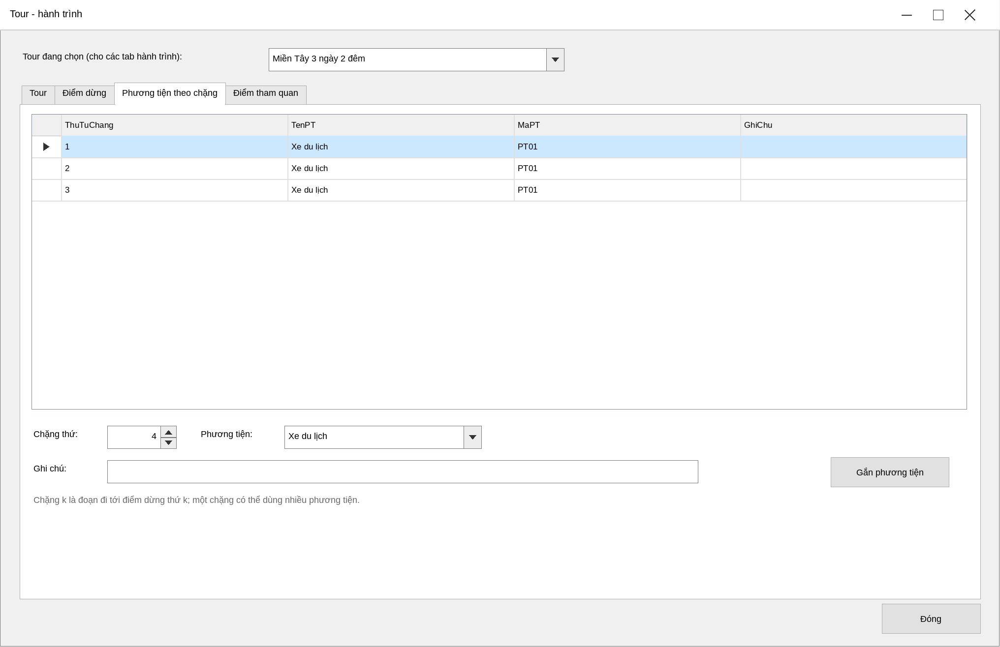 Tour - hành trình
Tour đang chọn (cho các tab hành trình):
Miền Tây 3 ngày 2 đêm
Tour
Điểm dừng
Phương tiện theo chặng
Điểm tham quan
ThuTuChang TenPT MaPT GhiChu
1 Xe du lịch PT01
2 Xe du lịch PT01
3 Xe du lịch PT01
Chặng thứ: 4 Phương tiện: Xe du lịch
Ghi chú:
Gắn phương tiện
Chặng k là đoạn đi tới điểm dừng thứ k; một chặng có thể dùng nhiều phương tiện.
Đóng